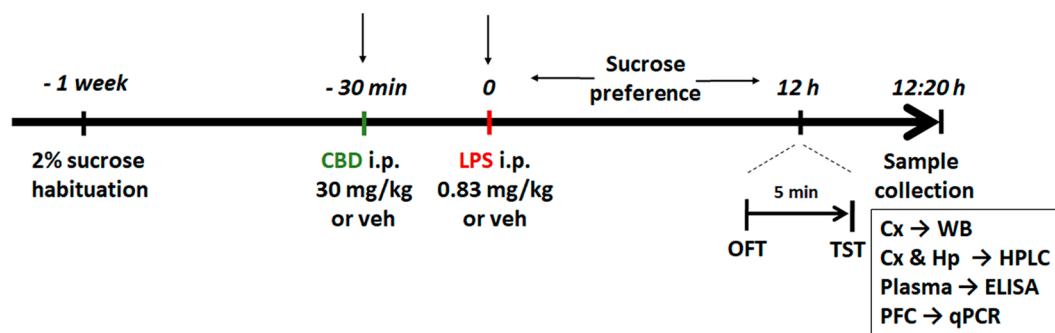 - 1 week
- 30 min
0
Sucrose
preference
12 h
12:20 h
2% sucrose
habituation
CBD i.p.
30 mg/kg
or veh
LPS i.p.
0.83 mg/kg
or veh
5 min
OFT
TST
Sample
collection
Cx → WB
Cx & Hp → HPLC
Plasma → ELISA
PFC → qPCR